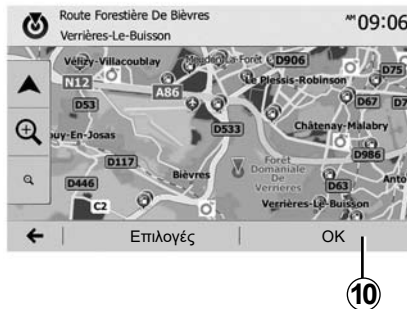 Route Forestière De Bièvres
Verrières-Le-Buisson
AM 09:06
Vélizy-Villacoublay
Meudon-La-Forêt
D906
Le Plessis-Robinson
D75
N12
A86
D53
D67
D7
D533
Châtenay-Malabry
ouy-En-Josas
D117
D986
Forêt
Domaniale
De
Verrières
Bièvres
D446
D63
Anto
C2
Verrières-Le-Buisson
Επιλογές
OK
10